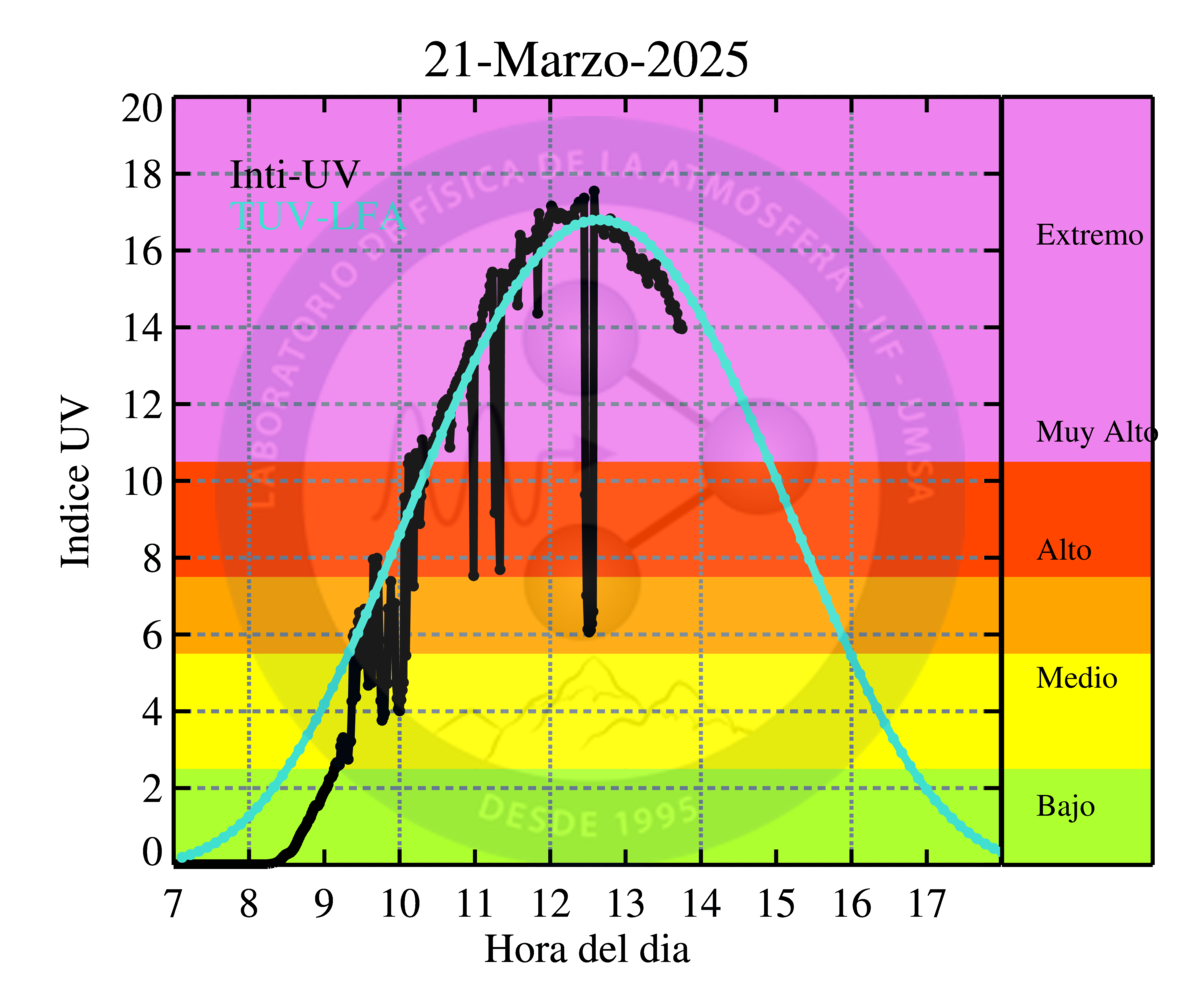 21-Marzo-2025
Inti-UV
TUV-LFA
LABORATORIO DE FÍSICA DE LA ATMÓSFERA - IIF - UMSA
DESDE 1995
Indice UV
20
18
16
14
12
10
8
6
4
2
0
7 8 9 10 11 12 13 14 15 16 17
Hora del dia
Extremo
Muy Alto
Alto
Medio
Bajo